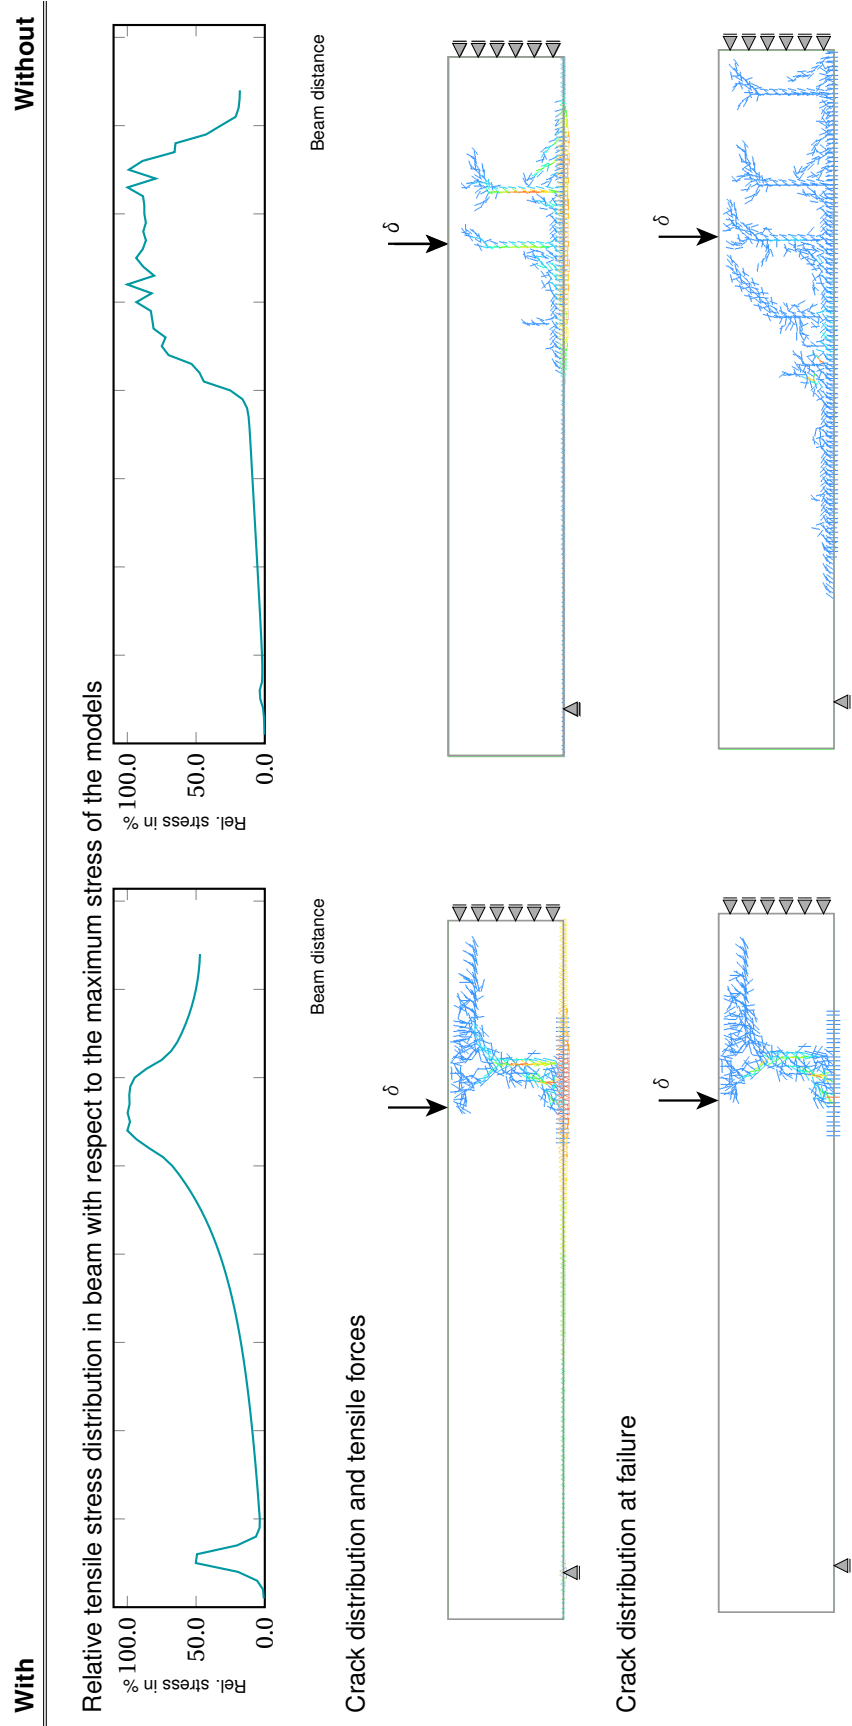 With Without
Relative tensile stress distribution in beam with respect to the maximum stress of the models
Rel. stress in %
100.0
50.0
0.0
Beam distance
Rel. stress in %
100.0
50.0
0.0
Beam distance
Crack distribution and tensile forces
δ
δ
Crack distribution at failure
δ
δ